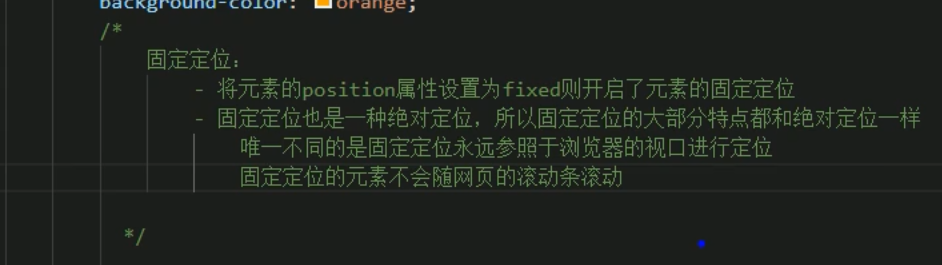 background-color: orange;
/*
固定定位：
- 将元素的position属性设置为fixed则开启了元素的固定定位
- 固定定位也是一种绝对定位，所以固定定位的大部分特点都和绝对定位一样
唯一不同的是固定定位永远参照于浏览器的视口进行定位
固定定位的元素不会随网页的滚动条滚动
*/